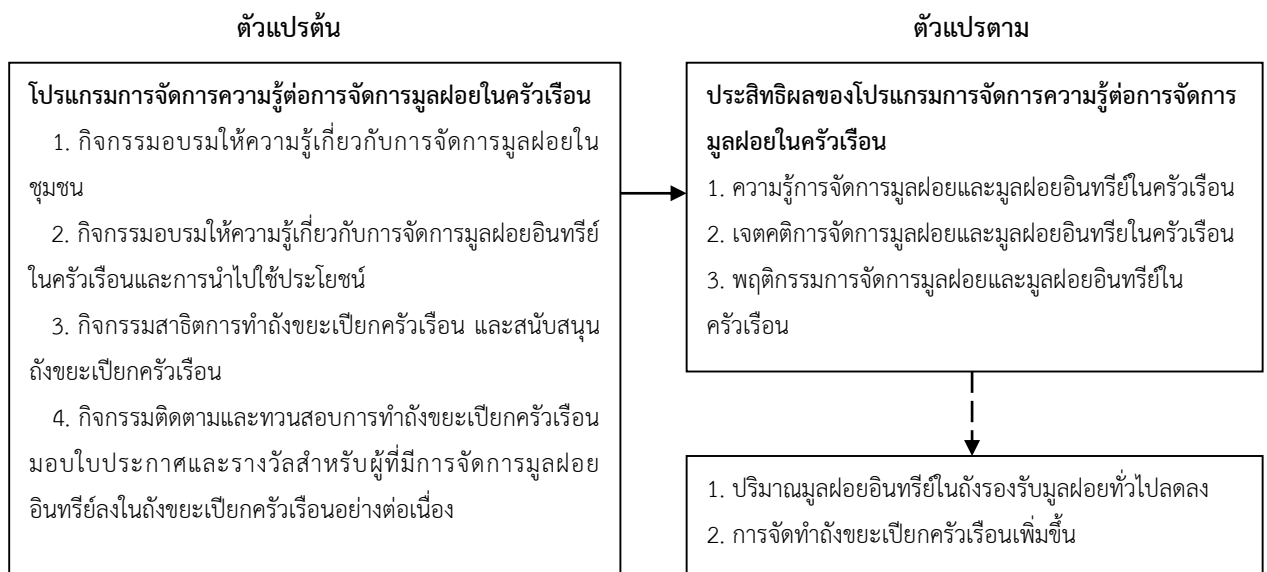 ตัวแปรต้น
โปรแกรมการจัดการความรู้ต่อการจัดการมูลฝอยในครัวเรือน
1. กิจกรรมอบรมให้ความรู้เกี่ยวกับการจัดการมูลฝอยใน
ชุมชน
2. กิจกรรมอบรมให้ความรู้เกี่ยวกับการจัดการมูลฝอยอินทรีย์
ในครัวเรือนและการนำไปใช้ประโยชน์
3. กิจกรรมสาธิตการทำถังขยะเปียกครัวเรือน และสนับสนุน
ถังขยะเปียกครัวเรือน
4. กิจกรรมติดตามและทวนสอบการทำถังขยะเปียกครัวเรือน
มอบใบประกาศและรางวัลสำหรับผู้ที่มีการจัดการมูลฝอย
อินทรีย์ลงในถังขยะเปียกครัวเรือนอย่างต่อเนื่อง
ตัวแปรตาม
ประสิทธิผลของโปรแกรมการจัดการความรู้ต่อการจัดการ
มูลฝอยในครัวเรือน
1. ความรู้การจัดการมูลฝอยและมูลฝอยอินทรีย์ในครัวเรือน
2. เจตคติการจัดการมูลฝอยและมูลฝอยอินทรีย์ในครัวเรือน
3. พฤติกรรมการจัดการมูลฝอยและมูลฝอยอินทรีย์ใน
ครัวเรือน
1. ปริมาณมูลฝอยอินทรีย์ในถังรองรับมูลฝอยทั่วไปลดลง
2. การจัดทำถังขยะเปียกครัวเรือนเพิ่มขึ้น